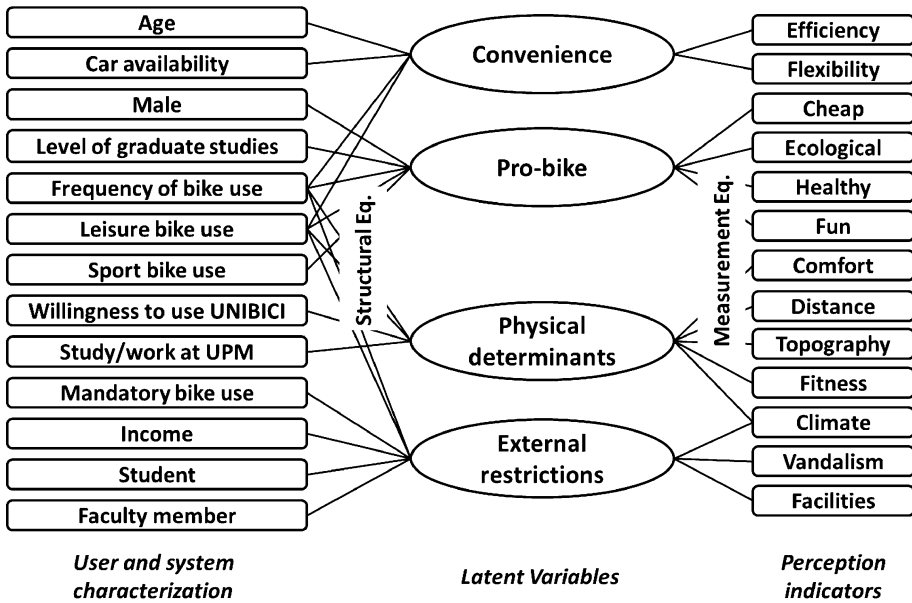 Age
Car availability
Male
Level of graduate studies
Frequency of bike use
Leisure bike use
Sport bike use
Willingness to use UNIBICI
Study/work at UPM
Mandatory bike use
Income
Student
Faculty member
User and system
characterization
Structural Eq.
Convenience
Pro-bike
Physical
determinants
External
restrictions
Latent Variables
Measurement Eq.
Efficiency
Flexibility
Cheap
Ecological
Healthy
Fun
Comfort
Distance
Topography
Fitness
Climate
Vandalism
Facilities
Perception
indicators